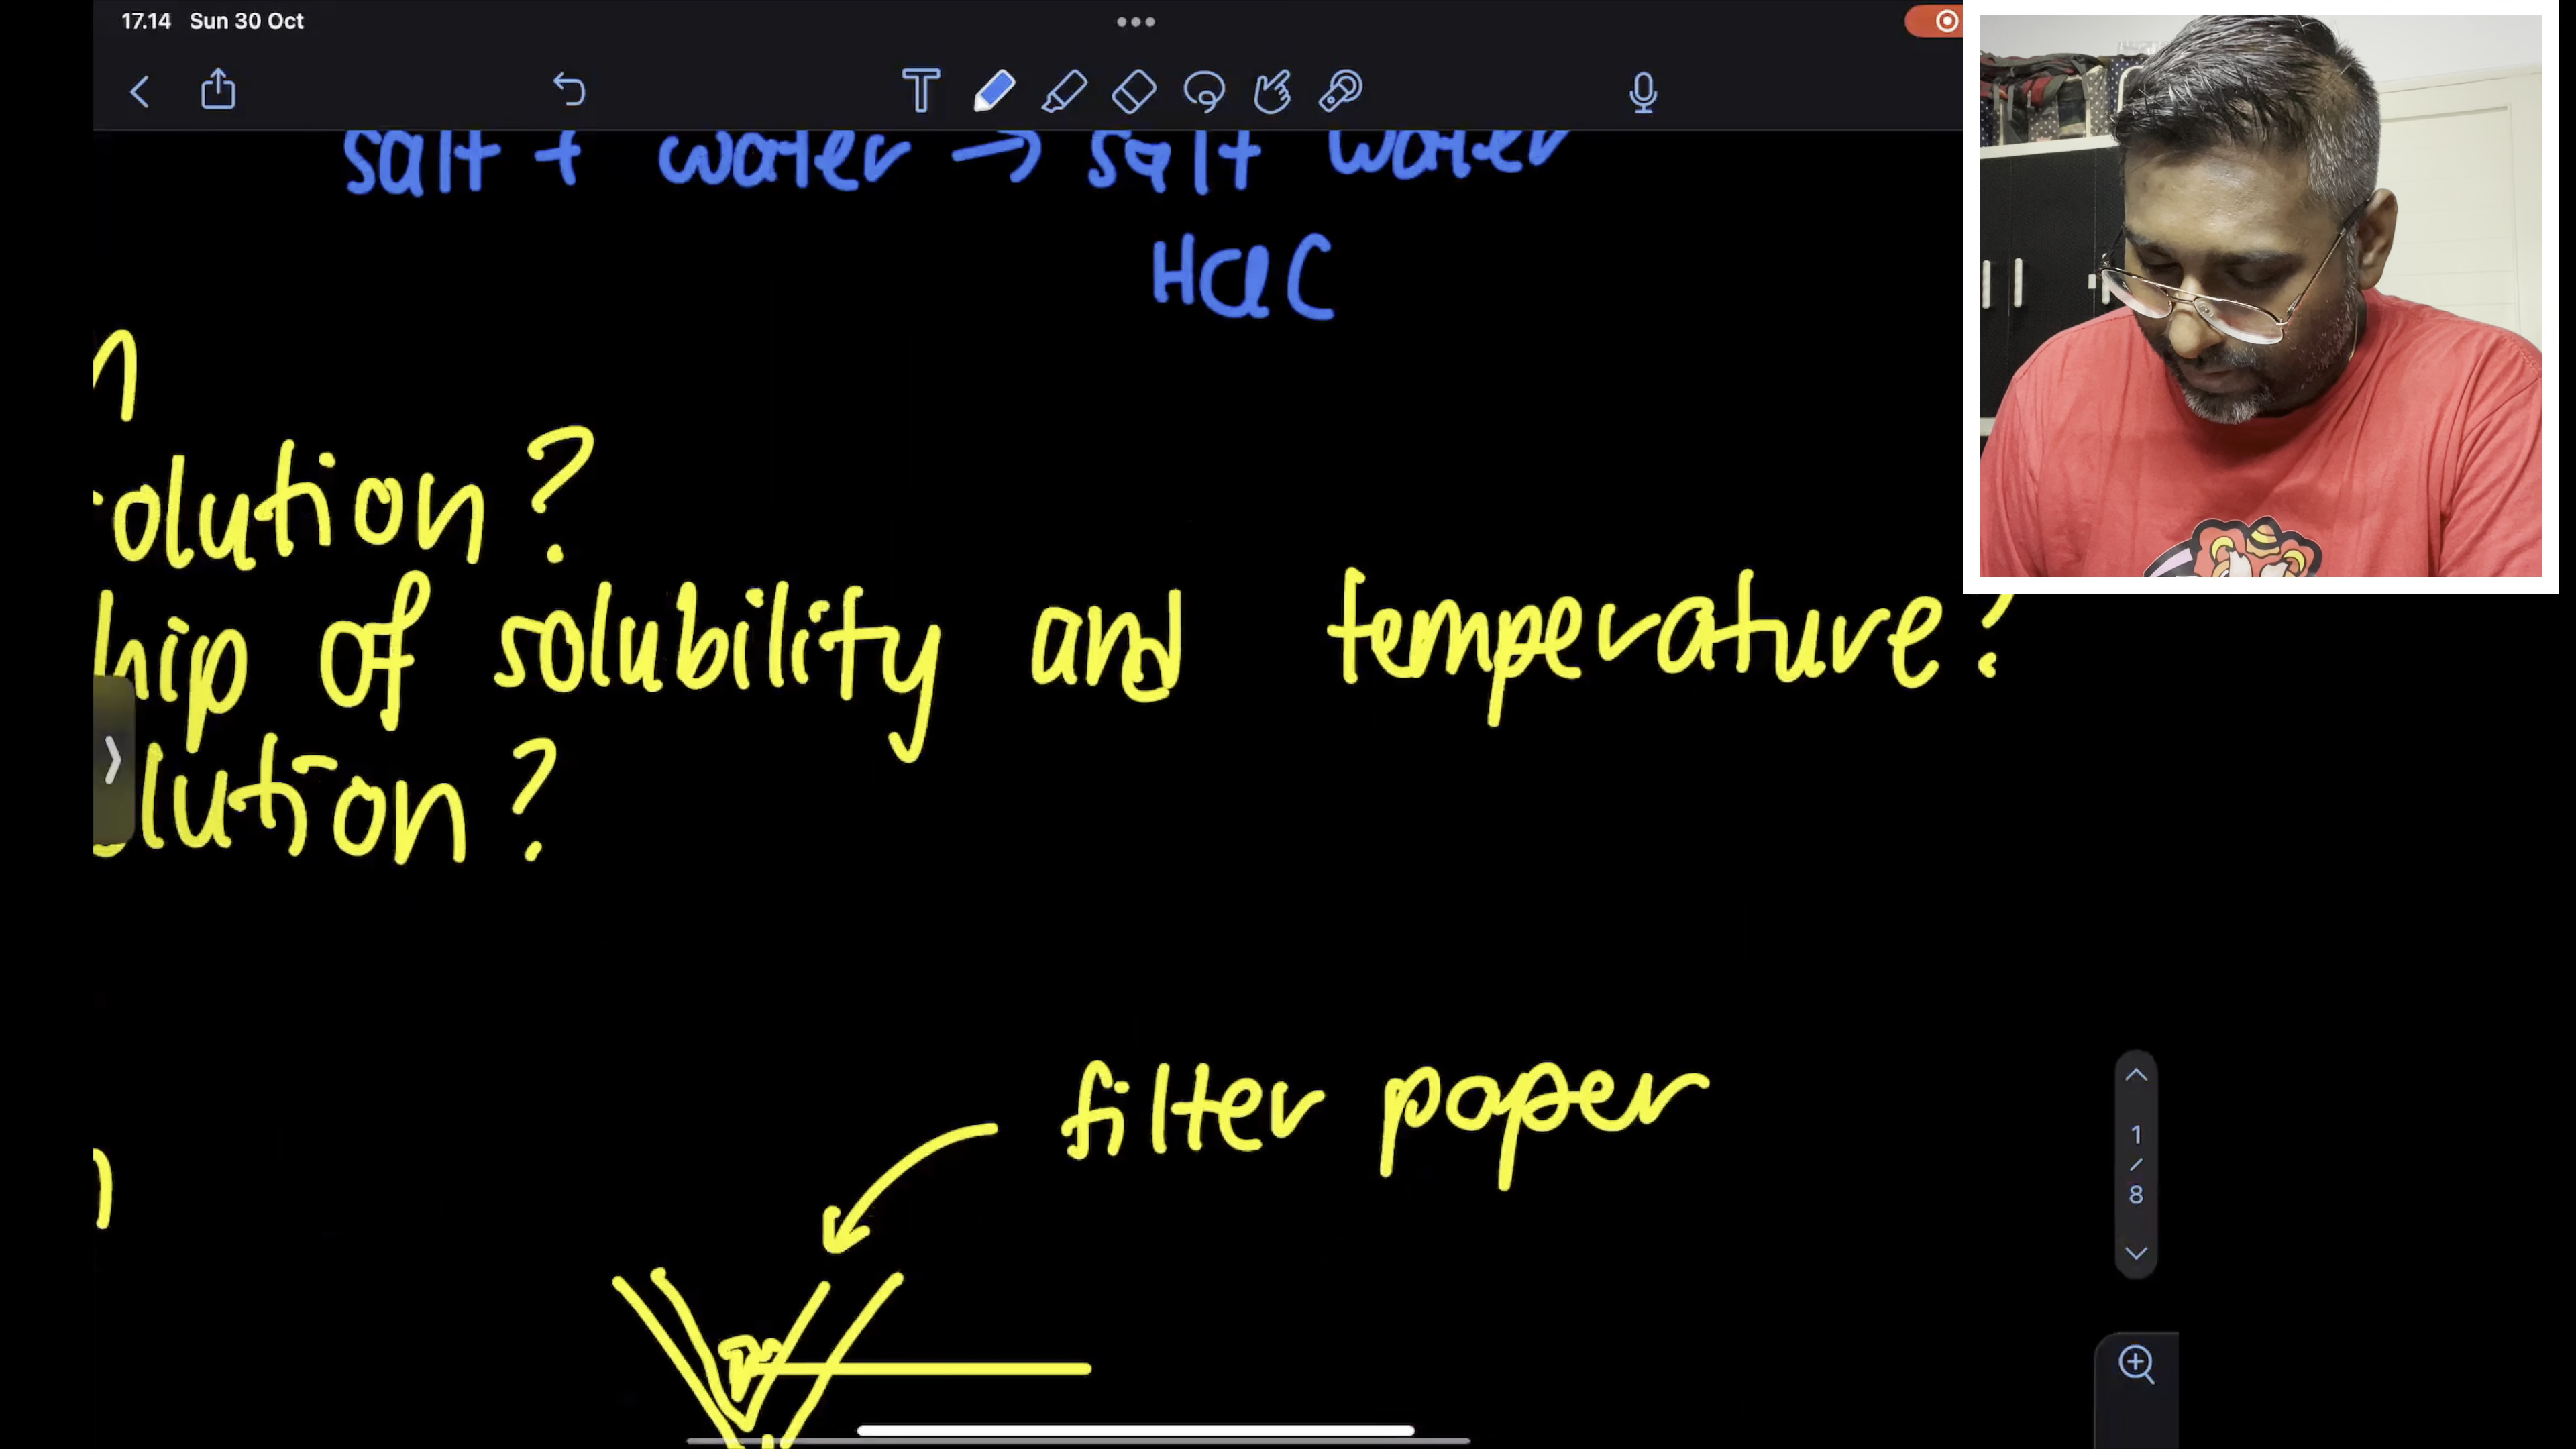 17.14 Sun 30 Oct
T
salt + water → salt water
HCl C
n
olution?
hip of solubility and temperature?
lution?
filter paper
n
1
/
8